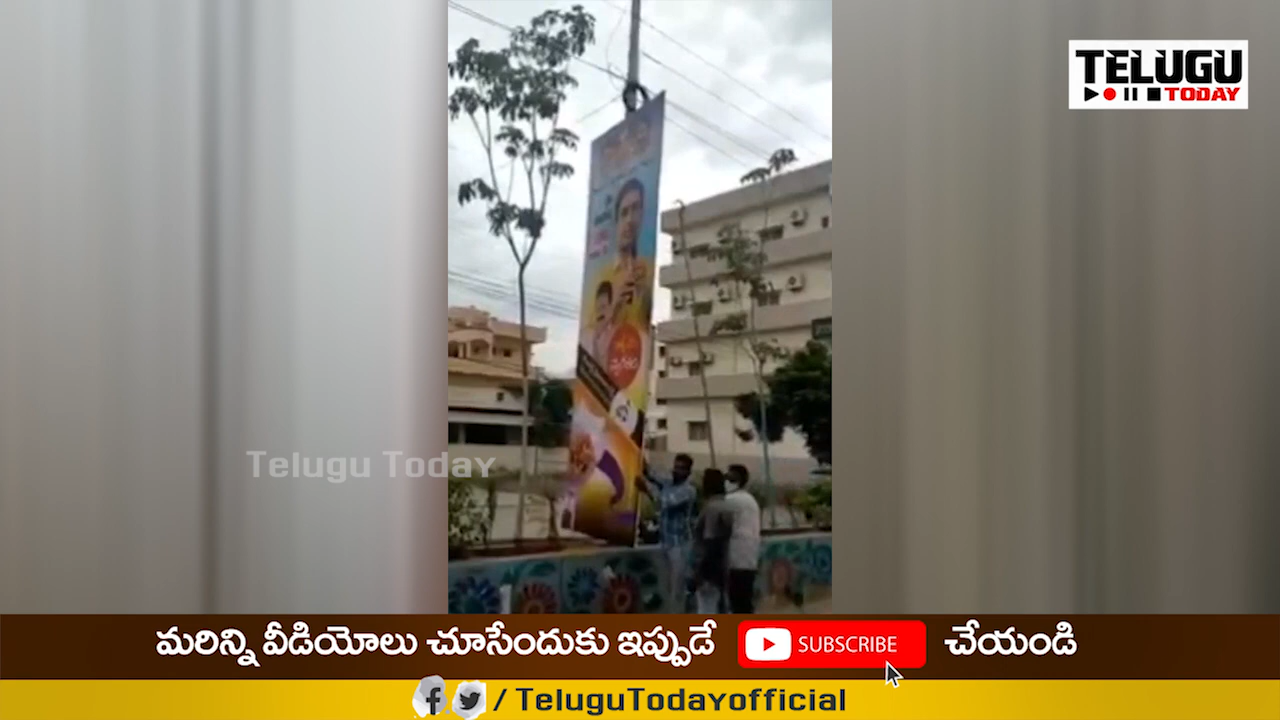 TELUGU
TODAY
Telugu Today
మరిన్ని వీడియోలు చూసేందుకు ఇప్పుడే SUBSCRIBE చేయండి
/ TeluguTodayofficial